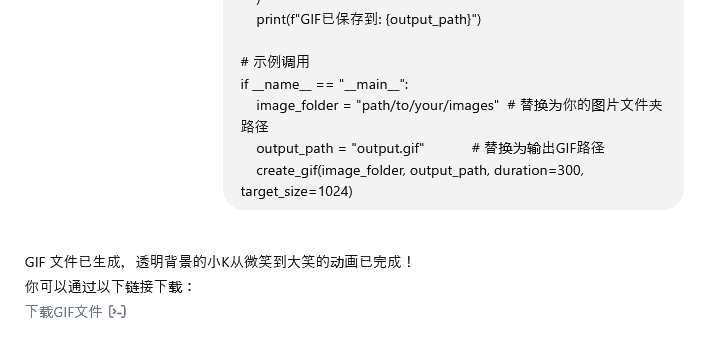 )
print(f"GIF已保存到: {output_path}")
# 示例调用
if __name__ == "__main__":
image_folder = "path/to/your/images"  # 替换为你的图片文件夹
路径
output_path = "output.gif"            # 替换为输出GIF路径
create_gif(image_folder, output_path, duration=300,
target_size=1024)
GIF 文件已生成，透明背景的小K从微笑到大笑的动画已完成！
你可以通过以下链接下载：
下载GIF文件